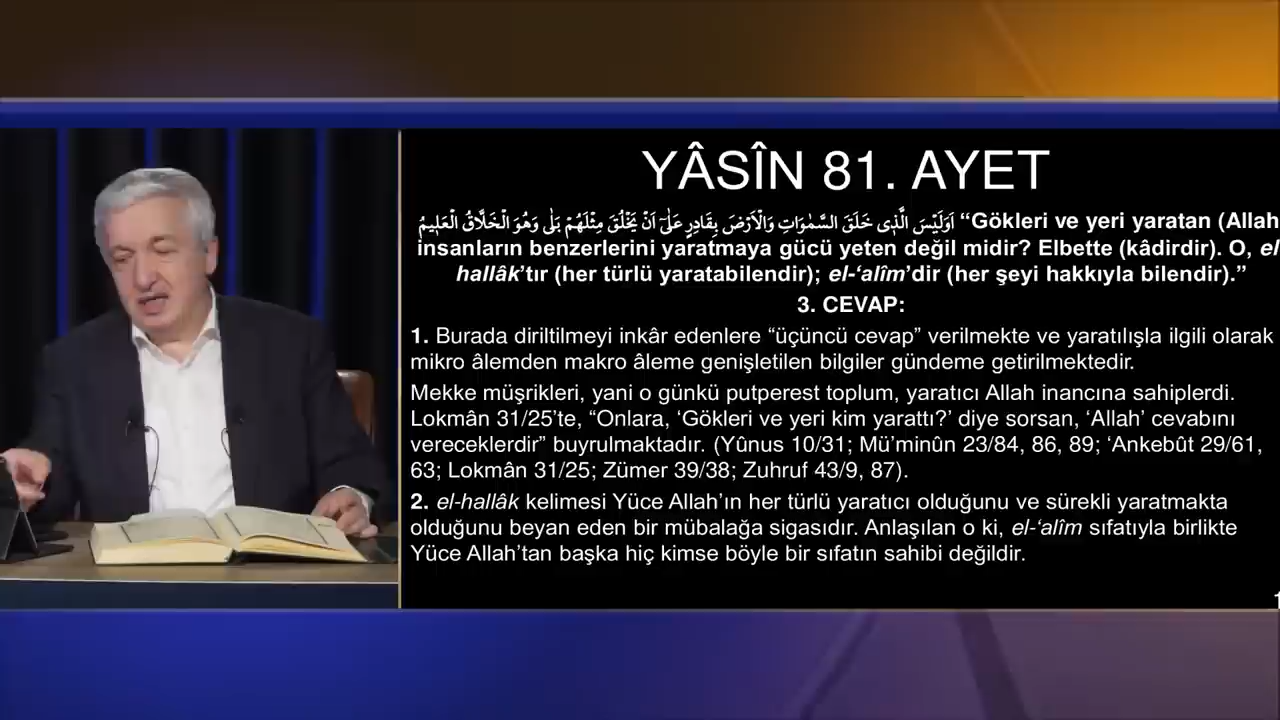 YÂSÎN 81. AYET
اَوَلَيْسَ الَّذ۪ي خَلَقَ السَّمٰوَاتِ وَالْاَرْضَ بِقَادِرٍ عَلٰٓى اَنْ يَخْلُقَ مِثْلَهُمْ بَلٰى وَهُوَ الْخَلَّاقُ الْعَل۪يمُ “Gökleri ve yeri yaratan (Allah
insanların benzerlerini yaratmaya gücü yeten değil midir? Elbette (kâdirdir). O, el
hallâk’tır (her türlü yaratabilendir); el-‘alîm’dir (her şeyi hakkıyla bilendir).”
3. CEVAP:
1. Burada diriltilmeyi inkâr edenlere “üçüncü cevap” verilmekte ve yaratılışla ilgili olarak
mikro âlemden makro âleme genişletilen bilgiler gündeme getirilmektedir.
Mekke müşrikleri, yani o günkü putperest toplum, yaratıcı Allah inancına sahiplerdi.
Lokmân 31/25’te, “Onlara, ‘Gökleri ve yeri kim yarattı?’ diye sorsan, ‘Allah’ cevabını
vereceklerdir” buyrulmaktadır. (Yûnus 10/31; Mü’minûn 23/84, 86, 89; ‘Ankebût 29/61,
63; Lokmân 31/25; Zümer 39/38; Zuhruf 43/9, 87).
2. el-hallâk kelimesi Yüce Allah’ın her türlü yaratıcı olduğunu ve sürekli yaratmakta
olduğunu beyan eden bir mübalağa sigasıdır. Anlaşılan o ki, el-‘alîm sıfatıyla birlikte
Yüce Allah’tan başka hiç kimse böyle bir sıfatın sahibi değildir.